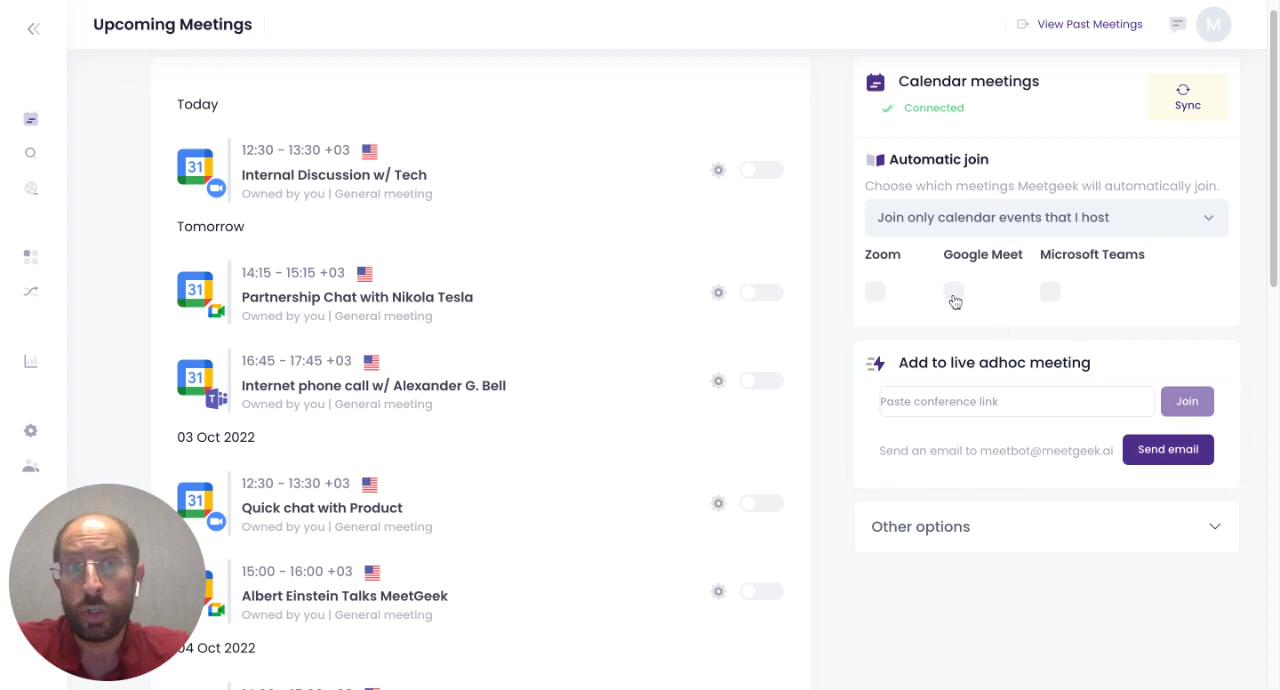 Upcoming Meetings
View Past Meetings
M
Today
31
12:30 - 13:30 +03
Internal Discussion w/ Tech
Owned by you | General meeting
Tomorrow
31
14:15 - 15:15 +03
Partnership Chat with Nikola Tesla
Owned by you | General meeting
31
T
16:45 - 17:45 +03
Internet phone call w/ Alexander G. Bell
Owned by you | General meeting
03 Oct 2022
31
12:30 - 13:30 +03
Quick chat with Product
Owned by you | General meeting
15:00 - 16:00 +03
Albert Einstein Talks MeetGeek
Owned by you | General meeting
04 Oct 2022
Calendar meetings
Connected
Sync
Automatic join
Choose which meetings Meetgeek will automatically join.
Join only calendar events that I host
Zoom Google Meet Microsoft Teams
Add to live adhoc meeting
Paste conference link
Join
Send an email to meetbot@meetgeek.ai
Send email
Other options